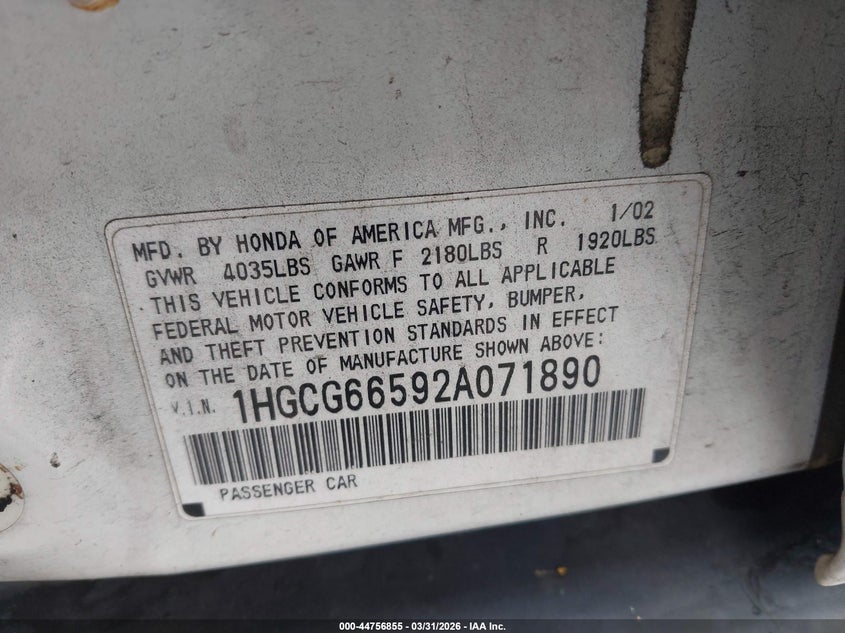 MFD. BY HONDA OF AMERICA MFG., INC. 1/02
GVWR 4035LBS GAWR F 2180LBS R 1920LBS
THIS VEHICLE CONFORMS TO ALL APPLICABLE
FEDERAL MOTOR VEHICLE SAFETY, BUMPER,
AND THEFT PREVENTION STANDARDS IN EFFECT
ON THE DATE OF MANUFACTURE SHOWN ABOVE:
V.I.N. 1HGCG66592A071890
PASSENGER CAR
000-44756855 - 03/31/2026 - IAA Inc.